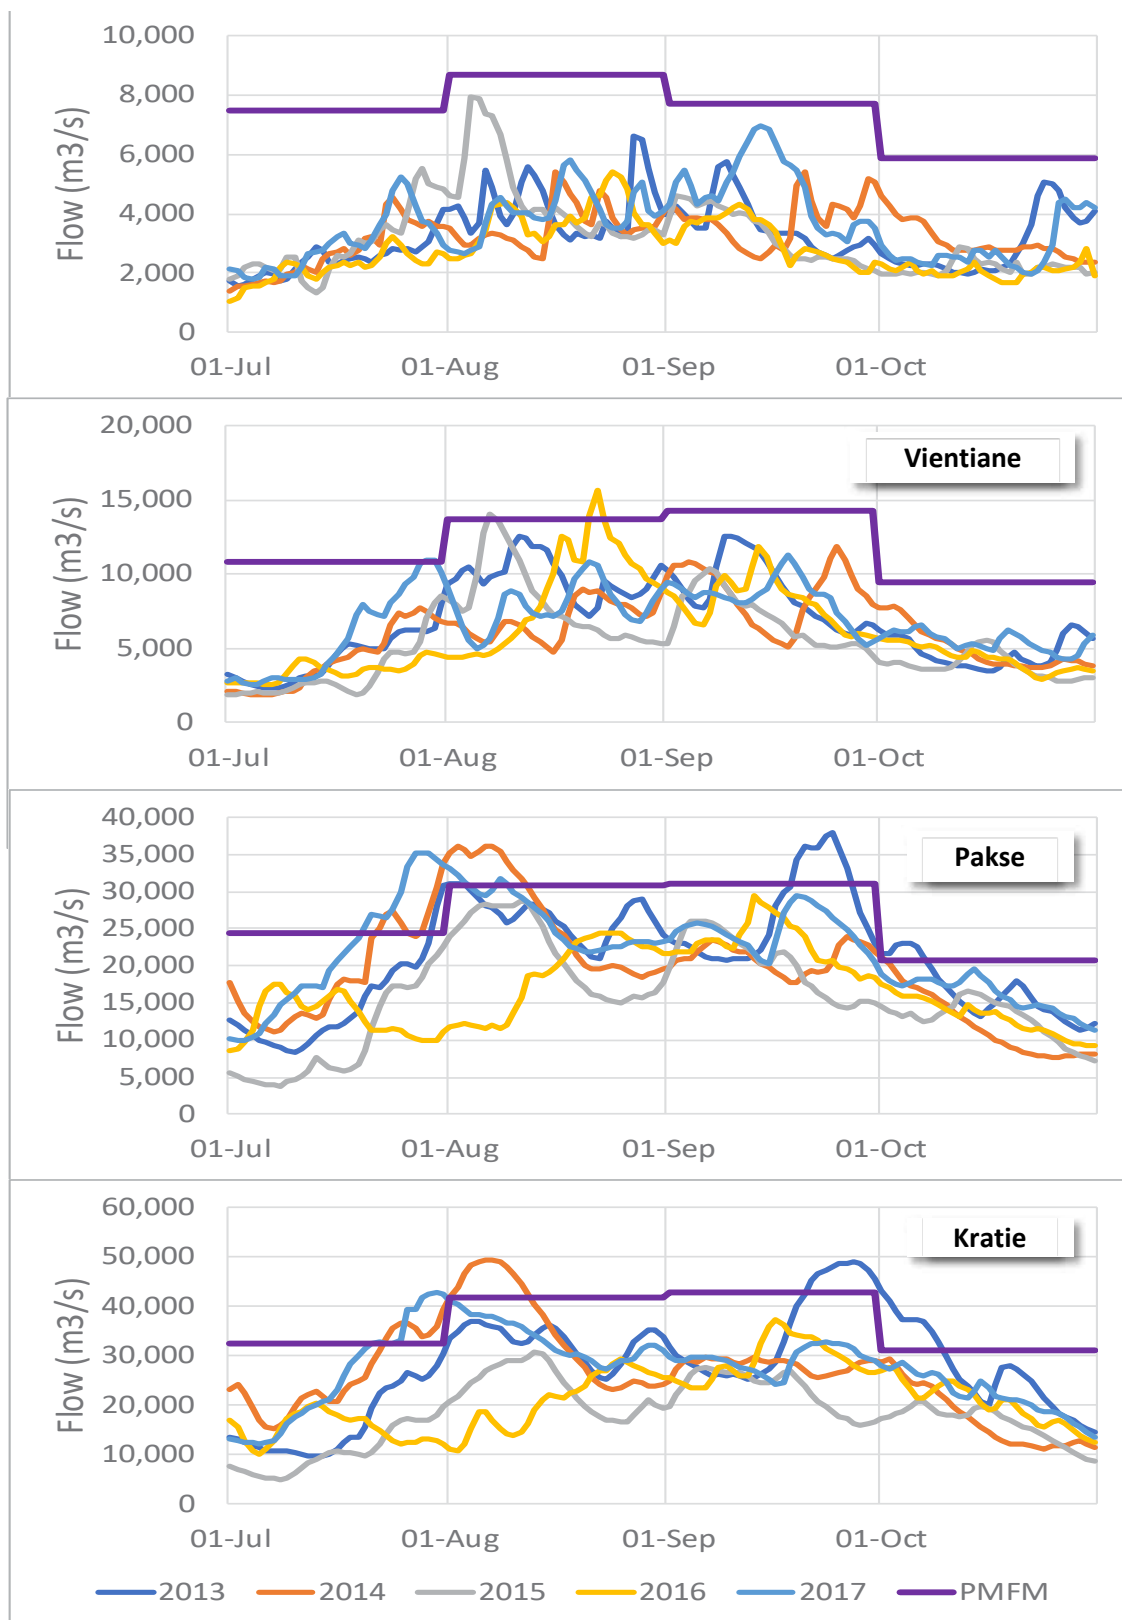 10,000
8,000
6,000
4,000
2,000
0
Flow (m3/s)
01-Jul 01-Aug 01-Sep 01-Oct
Vientiane
20,000
15,000
10,000
5,000
0
Flow (m3/s)
01-Jul 01-Aug 01-Sep 01-Oct
Pakse
40,000
35,000
30,000
25,000
20,000
15,000
10,000
5,000
0
Flow (m3/s)
01-Jul 01-Aug 01-Sep 01-Oct
Kratie
60,000
50,000
40,000
30,000
20,000
10,000
0
Flow (m3/s)
01-Jul 01-Aug 01-Sep 01-Oct
2013 2014 2015 2016 2017 PMFM